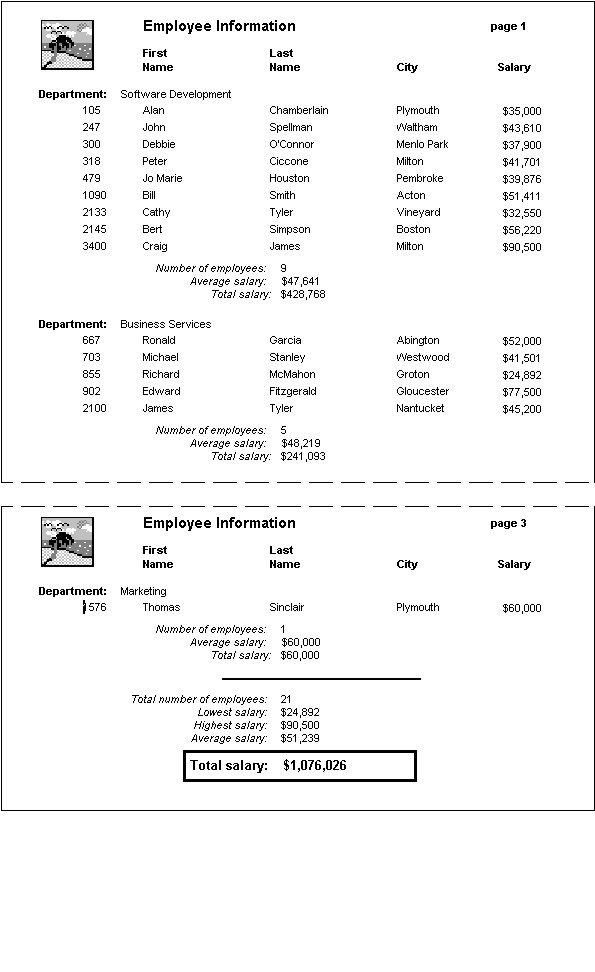 Employee Information page 1
First Last
Name Name City Salary
Department: Software Development
105 Alan Chamberlain Plymouth $35,000
247 John Spellman Waltham $43,610
300 Debbie O'Connor Menlo Park $37,900
318 Peter Ciccone Milton $41,701
479 Jo Marie Houston Pembroke $39,876
1090 Bill Smith Acton $51,411
2133 Cathy Tyler Vineyard $32,550
2145 Bert Simpson Boston $56,220
3400 Craig James Milton $90,500
Number of employees: 9
Average salary: $47,641
Total salary: $428,768
Department: Business Services
667 Ronald Garcia Abington $52,000
703 Michael Stanley Westwood $41,501
855 Richard McMahon Groton $24,892
902 Edward Fitzgerald Gloucester $77,500
2100 James Tyler Nantucket $45,200
Number of employees: 5
Average salary: $48,219
Total salary: $241,093
Employee Information page 3
First Last
Name Name City Salary
Department: Marketing
1576 Thomas Sinclair Plymouth $60,000
Number of employees: 1
Average salary: $60,000
Total salary: $60,000
Total number of employees: 21
Lowest salary: $24,892
Highest salary: $90,500
Average salary: $51,239
Total salary: $1,076,026